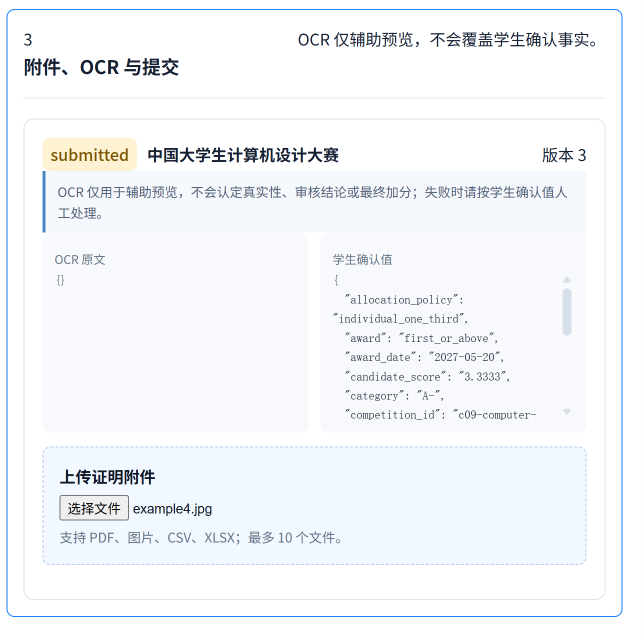 3
OCR 仅辅助预览，不会覆盖学生确认事实。
附件、OCR 与提交
submitted 中国大学生计算机设计大赛 版本 3
OCR 仅用于辅助预览，不会认定真实性、审核结论或最终加分；失败时请按学生确认值人
工处理。
OCR 原文
{}
学生确认值
{
"allocation_policy":
"individual_one_third",
"award": "first_or_above",
"award_date": "2027-05-20",
"candidate_score": "3.3333",
"category": "A-",
"competition_id": "c09-computer-
上传证明附件
选择文件 example4.jpg
支持 PDF、图片、CSV、XLSX；最多 10 个文件。